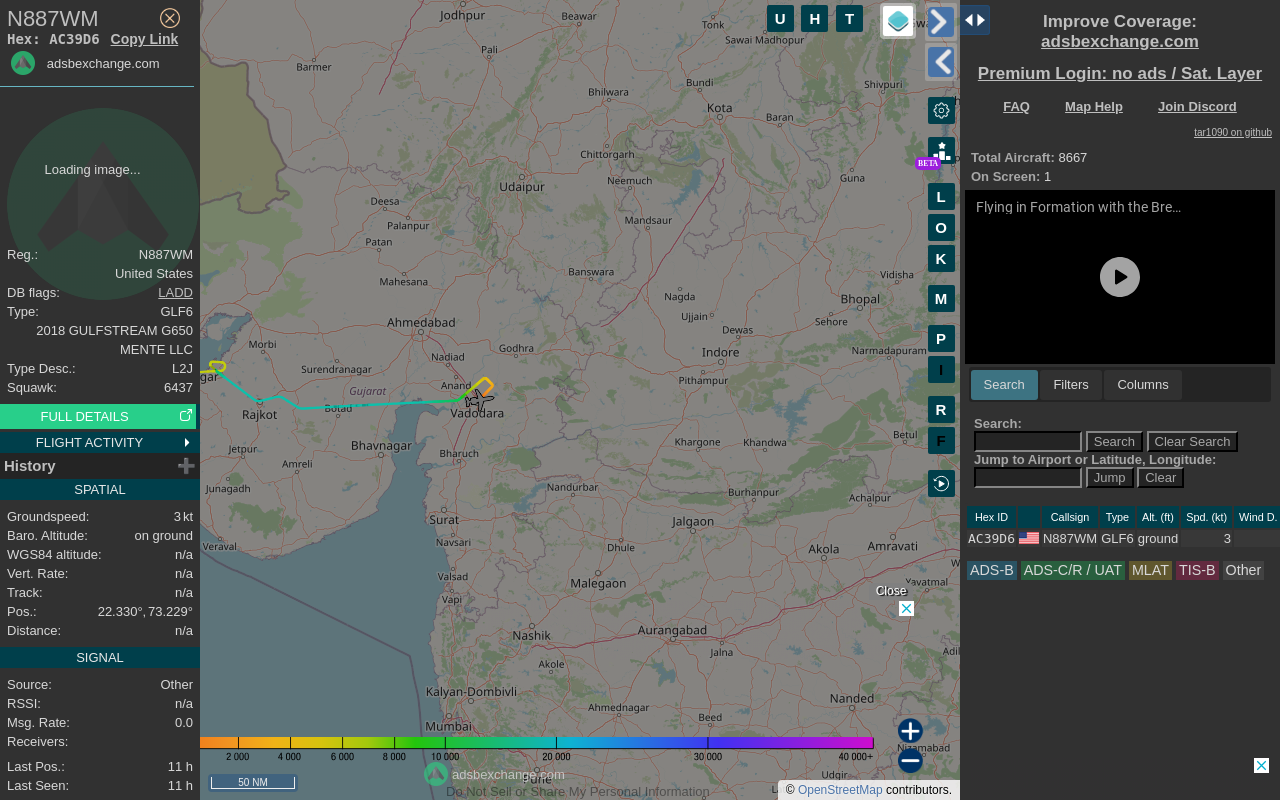 N887WM
Hex: AC39D6 Copy Link
adsbexchange.com
Loading image...
Reg.: N887WM
United States
DB flags: LADD
Type: GLF6
2018 GULFSTREAM G650
MENTE LLC
Type Desc.: L2J
Squawk: 6437
FULL DETAILS
FLIGHT ACTIVITY
History
SPATIAL
Groundspeed: 3 kt
Baro. Altitude: on ground
WGS84 altitude: n/a
Vert. Rate: n/a
Track: n/a
Pos.: 22.330°, 73.229°
Distance: n/a
SIGNAL
Source: Other
RSSI: n/a
Msg. Rate: 0.0
Receivers:
Last Pos.: 11 h
Last Seen: 11 h
Jodhpur
Beawar
Tonk
Sawai Madhopur
Pali
Barmer
Bundi
Shivpuri
Bhilwara
Kota
Baran
Chittorgarh
Udaipur
Neemuch
Guna
Deesa
Palanpur
Mandsaur
Patan
Banswara
Vidisha
Mahesana
Nagda
Bhopal
Ujjain
Sehore
Ahmedabad
Dewas
Morbi
Godhra
Nadiad
Indore
Narmadapuram
Surendranagar
gar
Anand
Pithampur
Gujarat
Rajkot
Botad
Vadodara
Betul
Jetpur
Bhavnagar
Khargone
Khandwa
Bharuch
Amreli
Junagadh
Nandurbar
Burhanpur
Achalpur
Surat
Jalgaon
Veraval
Navsari
Dhule
Akola
Amravati
Valsad
Malegaon
Yavatmal
Vapi
Nashik
Aurangabad
Jalna
Akole
Kalyan-Dombivli
Nanded
Ahmednagar
Beed
Mumbai
Nizamabad
Pune
Udgir
U H T
L
O
K
M
P
I
R
F
BETA
Close
2 000 4 000 6 000 8 000 10 000 20 000 30 000 40 000+
50 NM
adsbexchange.com
Do Not Sell or Share My Personal Information
© OpenStreetMap contributors.
Improve Coverage:
adsbexchange.com
Premium Login: no ads / Sat. Layer
FAQ Map Help Join Discord
tar1090 on github
Total Aircraft: 8667
On Screen: 1
Flying in Formation with the Bre...
Search Filters Columns
Search:
Search Clear Search
Jump to Airport or Latitude, Longitude:
Jump Clear
Hex ID Callsign Type Alt. (ft) Spd. (kt) Wind D.
AC39D6 N887WM GLF6 ground 3
ADS-B ADS-C/R / UAT MLAT TIS-B Other